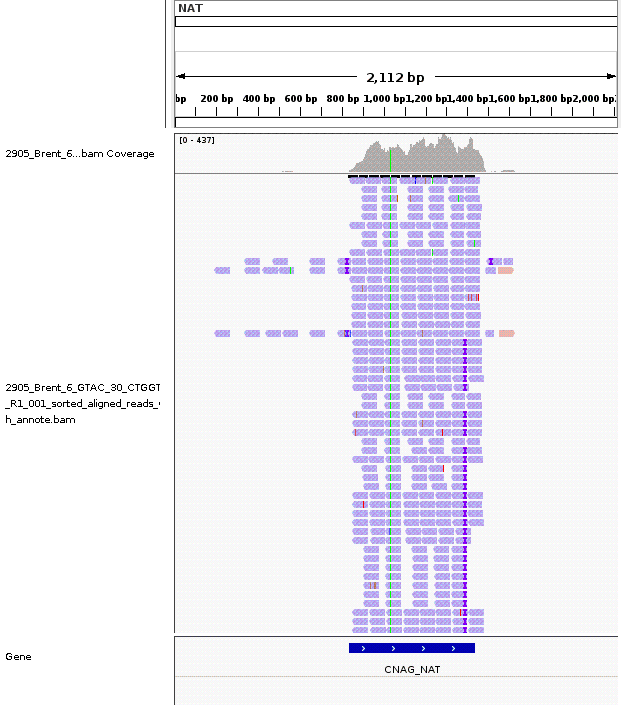 NAT
2,112 bp
bp 200 bp 400 bp 600 bp 800 bp 1,000 bp 1,200 bp 1,400 bp 1,600 bp 1,800 bp 2,000 bp
[0 - 437]
2905_Brent_6...bam Coverage
2905_Brent_6_GTAC_30_CTGGT
_R1_001_sorted_aligned_reads_
h_annote.bam
Gene
CNAG_NAT